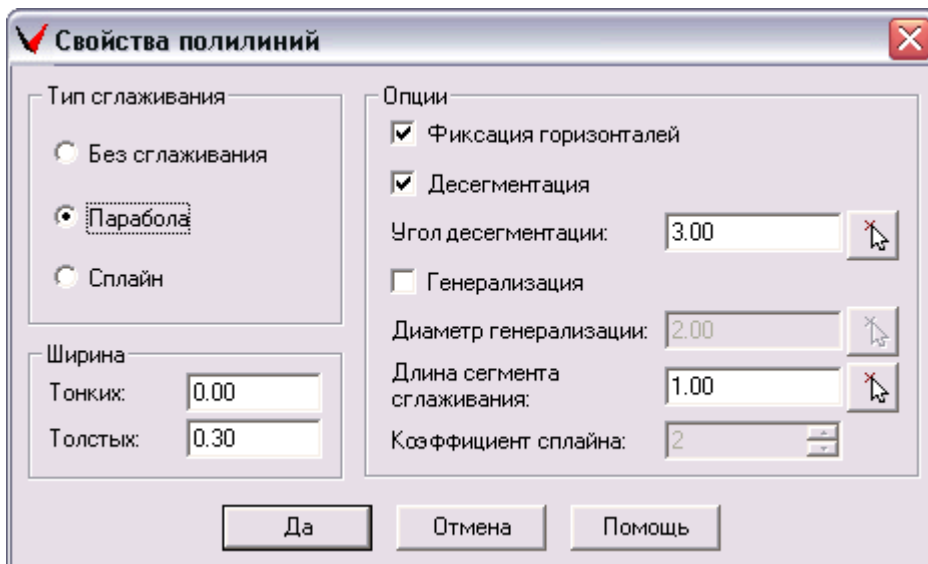 Свойства полилиний
Тип сглаживания
Без сглаживания
Парабола
Сплайн
Ширина
Тонких: 0.00
Толстых: 0.30
Опции
Фиксация горизонталей
Десегментация
Угол десегментации: 3.00
Генерализация
Диаметр генерализации: 2.00
Длина сегмента
сглаживания: 1.00
Коэффициент сплайна: 2
Да Отмена Помощь